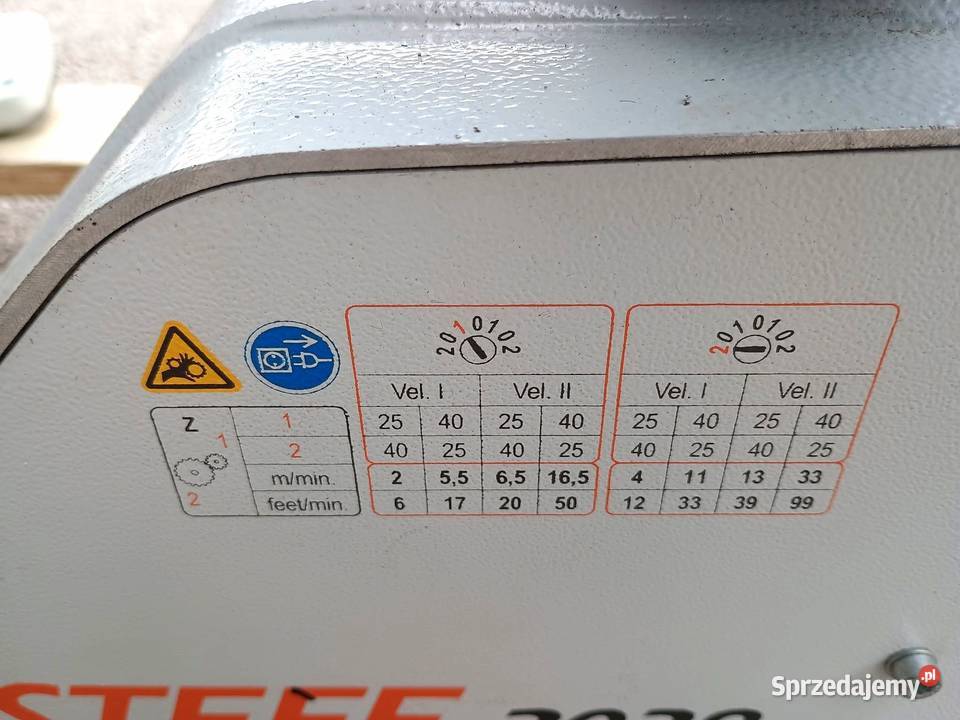 2 0 1 0 1 0 2
2 0 1 0 1 0 2
Vel. I Vel. II Vel. I Vel. II
z 1 1 25 40 25 40 25 40 25 40
2 40 25 40 25 40 25 40 25
m/min. 2 5,5 6,5 16,5 4 11 13 33
2 feet/min. 6 17 20 50 12 33 39 99
STEFF
Sprzedajemy.pl